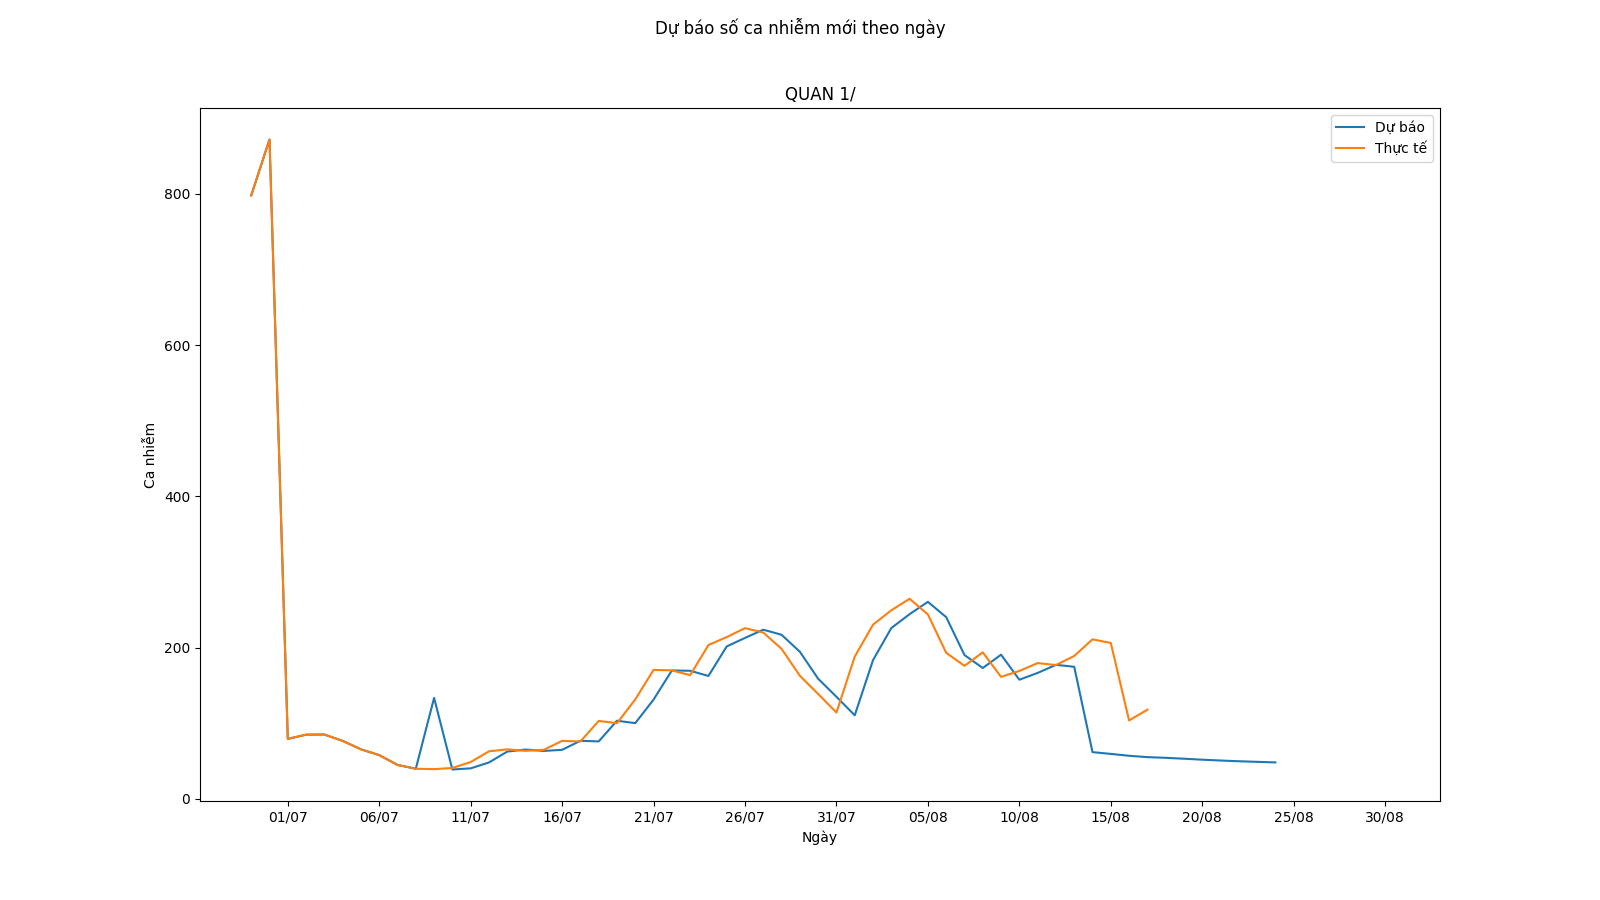 Dự báo số ca nhiễm mới theo ngày
QUAN 1/
Dự báo
Thực tế
800
600
400
200
0
Ca nhiễm
01/07 06/07 11/07 16/07 21/07 26/07 31/07 05/08 10/08 15/08 20/08 25/08 30/08
Ngày